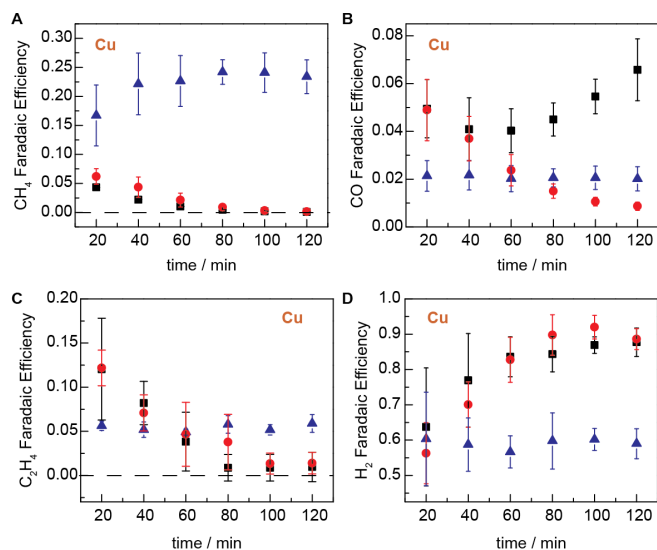 A
Cu
CH4 Faradaic Efficiency
0.30
0.25
0.20
0.15
0.10
0.05
0.00
20 40 60 80 100 120
time / min
B
Cu
CO Faradaic Efficiency
0.08
0.06
0.04
0.02
0.00
20 40 60 80 100 120
time / min
C
Cu
C2H4 Faradaic Efficiency
0.20
0.15
0.10
0.05
0.00
20 40 60 80 100 120
time / min
D
Cu
H2 Faradaic Efficiency
1.0
0.9
0.8
0.7
0.6
0.5
0.4
20 40 60 80 100 120
time / min